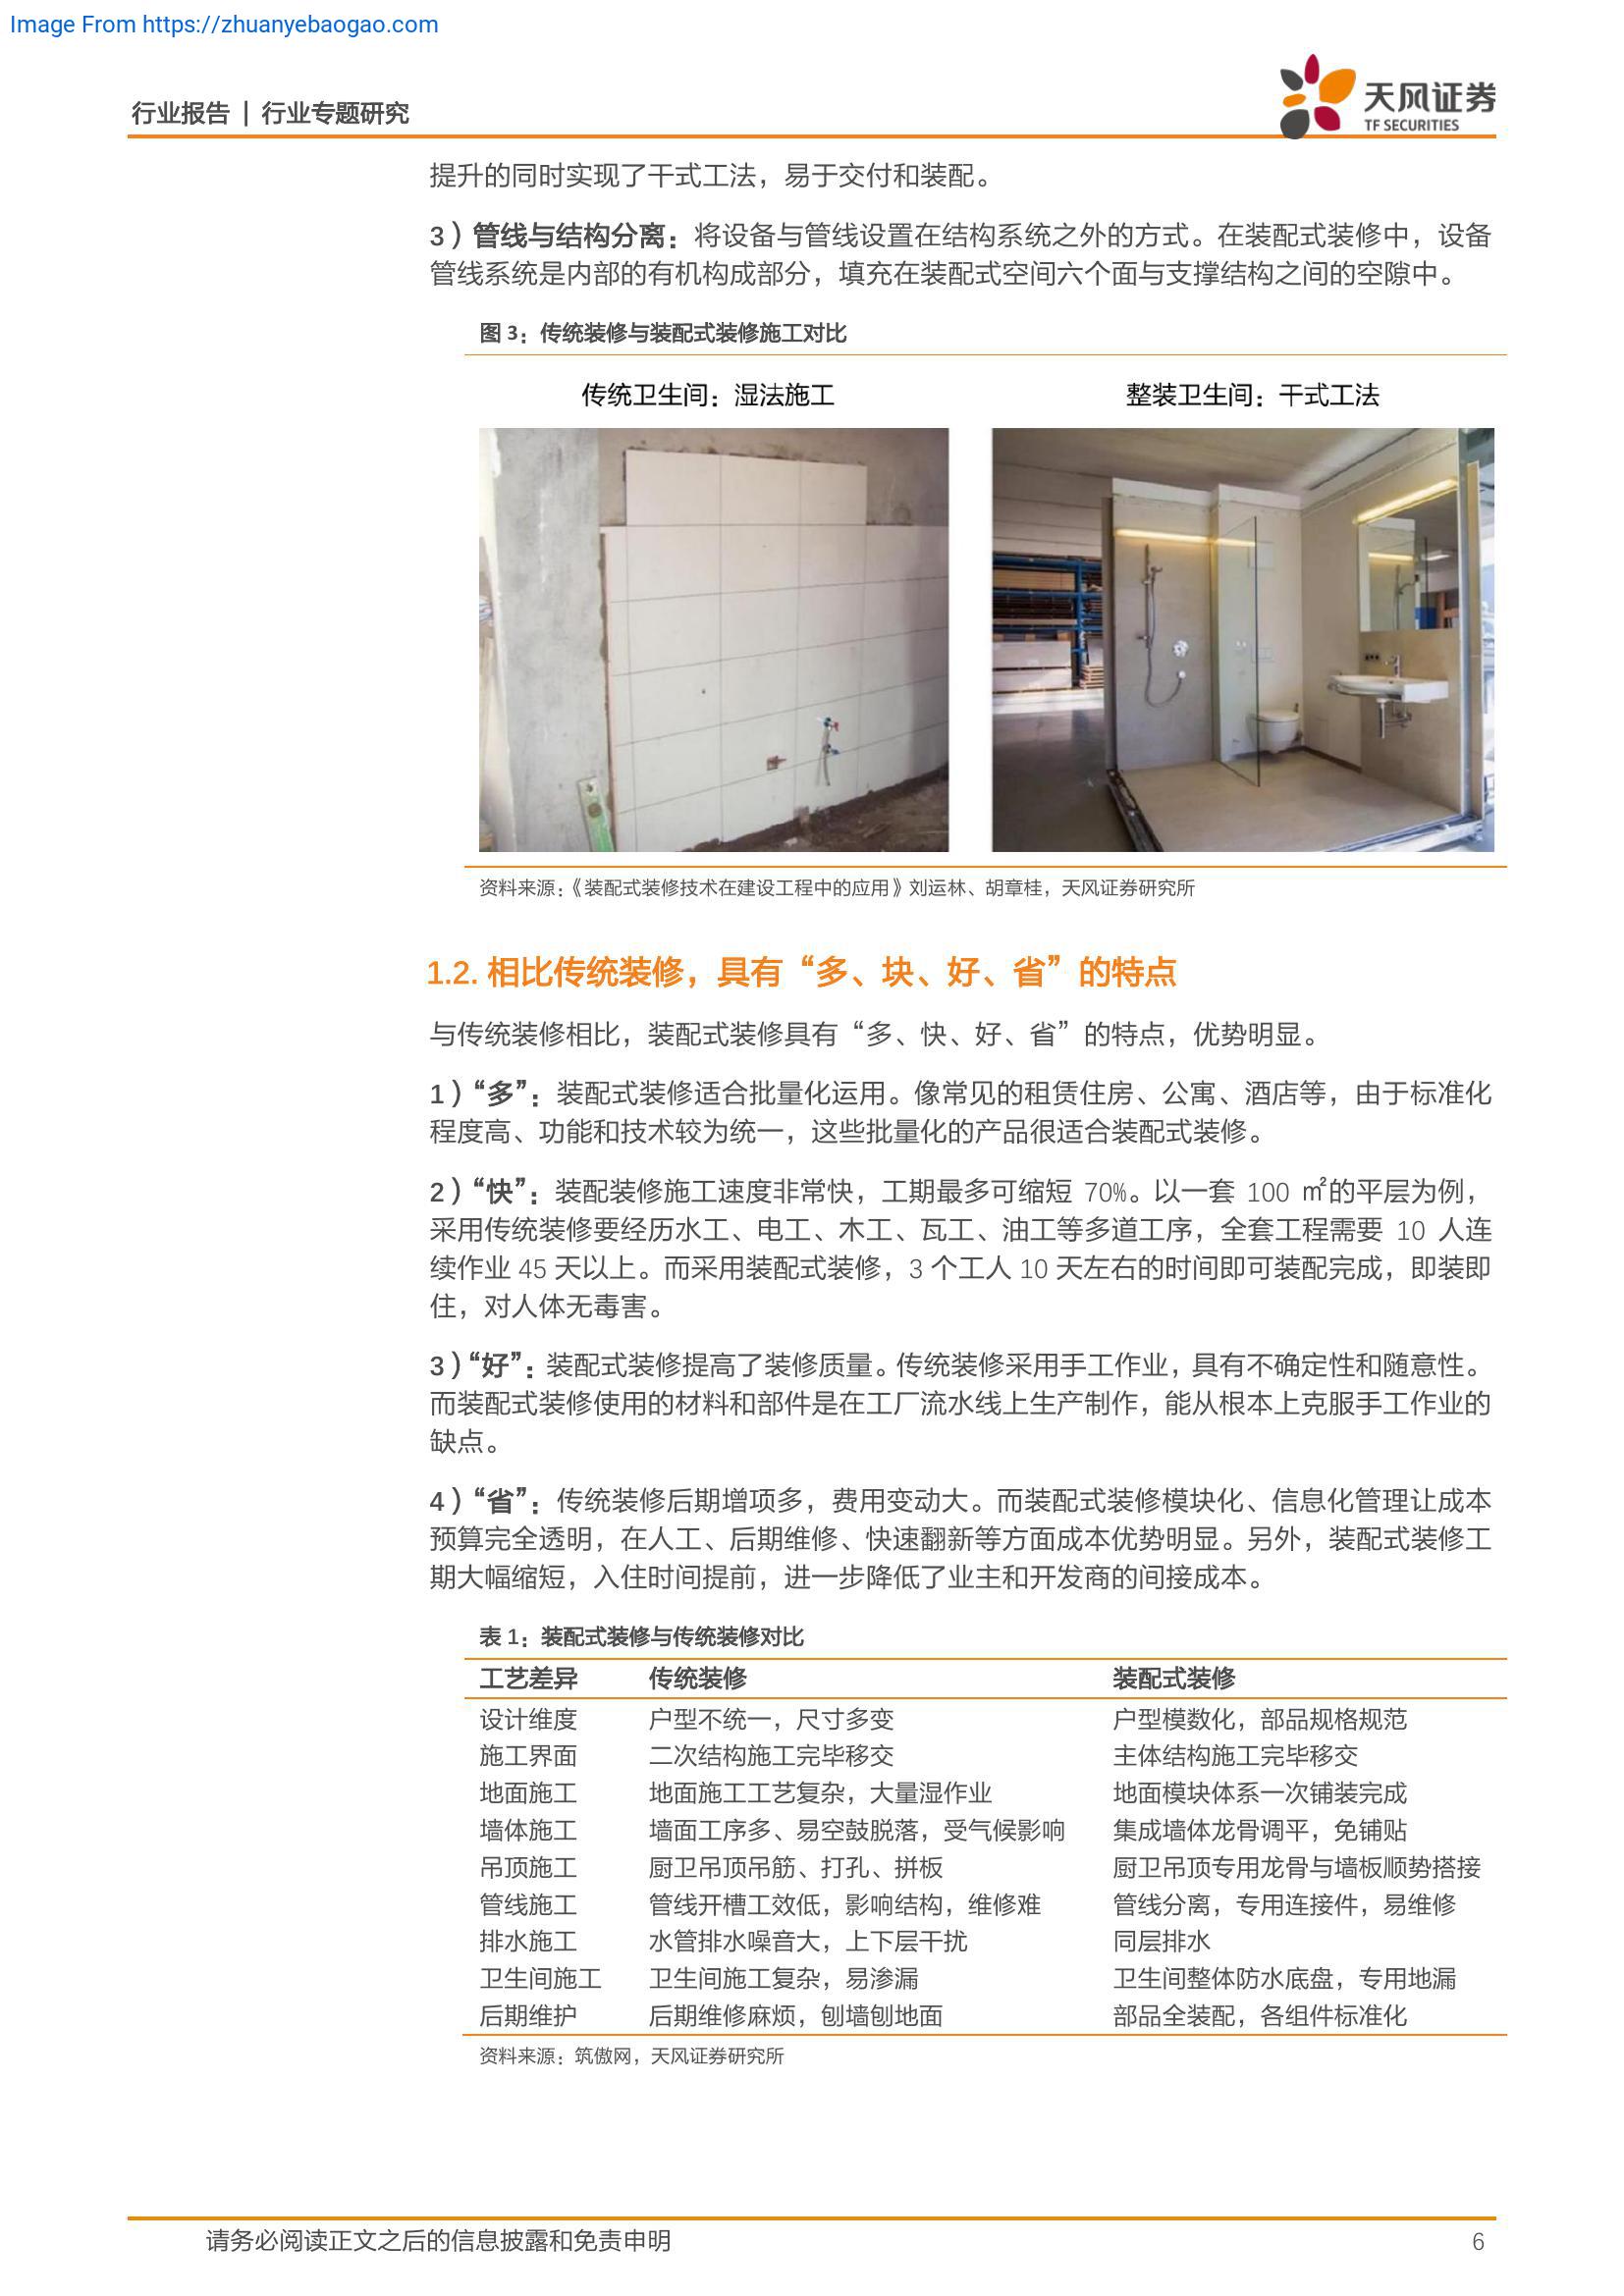 Image From https://zhuanyebaogao.com
行业报告 | 行业专题研究
天风证券
TF SECURITIES
提升的同时实现了干式工法，易于交付和装配。
3）管线与结构分离：将设备与管线设置在结构系统之外的方式。在装配式装修中，设备
管线系统是内部的有机构成部分，填充在装配式空间六个面与支撑结构之间的空隙中。
图 3：传统装修与装配式装修施工对比
传统卫生间：湿法施工
整装卫生间：干式工法
资料来源：《装配式装修技术在建设工程中的应用》刘运林、胡章桂，天风证券研究所
1.2. 相比传统装修，具有“多、块、好、省”的特点
与传统装修相比，装配式装修具有“多、快、好、省”的特点，优势明显。
1）“多”：装配式装修适合批量化运用。像常见的租赁住房、公寓、酒店等，由于标准化
程度高、功能和技术较为统一，这些批量化的产品很适合装配式装修。
2）“快”：装配装修施工速度非常快，工期最多可缩短 70%。以一套 100 ㎡的平层为例，
采用传统装修要经历水工、电工、木工、瓦工、油工等多道工序，全套工程需要 10 人连
续作业 45 天以上。而采用装配式装修，3 个工人 10 天左右的时间即可装配完成，即装即
住，对人体无毒害。
3）“好”：装配式装修提高了装修质量。传统装修采用手工作业，具有不确定性和随意性。
而装配式装修使用的材料和部件是在工厂流水线上生产制作，能从根本上克服手工作业的
缺点。
4）“省”：传统装修后期增项多，费用变动大。而装配式装修模块化、信息化管理让成本
预算完全透明，在人工、后期维修、快速翻新等方面成本优势明显。另外，装配式装修工
期大幅缩短，入住时间提前，进一步降低了业主和开发商的间接成本。
表 1：装配式装修与传统装修对比
工艺差异 传统装修 装配式装修
设计维度 户型不统一，尺寸多变 户型模数化，部品规格规范
施工界面 二次结构施工完毕移交 主体结构施工完毕移交
地面施工 地面施工工艺复杂，大量湿作业 地面模块体系一次铺装完成
墙体施工 墙面工序多、易空鼓脱落，受气候影响 集成墙体龙骨调平，免铺贴
吊顶施工 厨卫吊顶吊筋、打孔、拼板 厨卫吊顶专用龙骨与墙板顺势搭接
管线施工 管线开槽工效低，影响结构，维修难 管线分离，专用连接件，易维修
排水施工 水管排水噪音大，上下层干扰 同层排水
卫生间施工 卫生间施工复杂，易渗漏 卫生间整体防水底盘，专用地漏
后期维护 后期维修麻烦，刨墙刨地面 部品全装配，各组件标准化
资料来源：筑傲网，天风证券研究所
请务必阅读正文之后的信息披露和免责申明
6